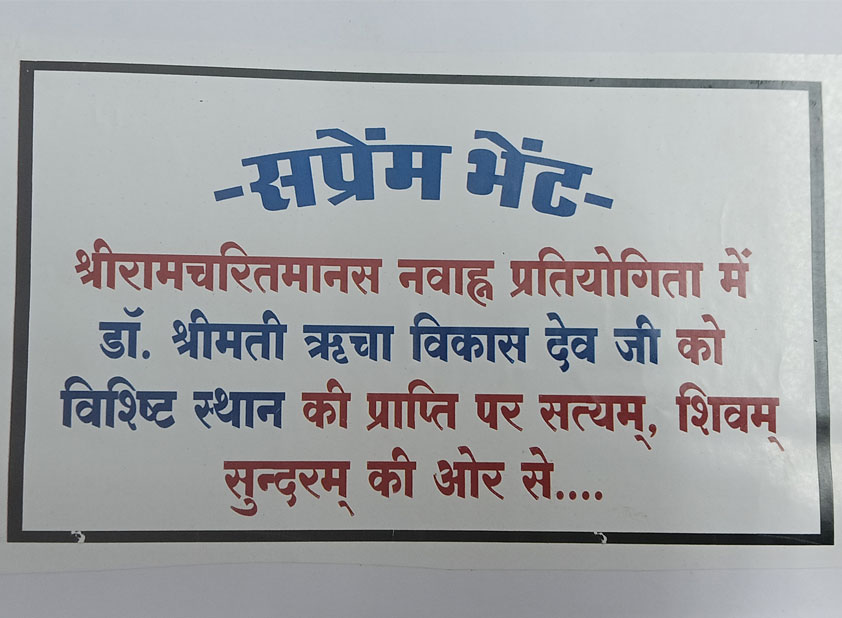 -सप्रेंम भेंट-
श्रीरामचरितमानस नवाह्न प्रतियोगिता में
डॉ. श्रीमती ऋचा विकास देव जी को
विश्ष्टि स्थान की प्राप्ति पर सत्यम्, शिवम्
सुन्दरम् की ओर से....